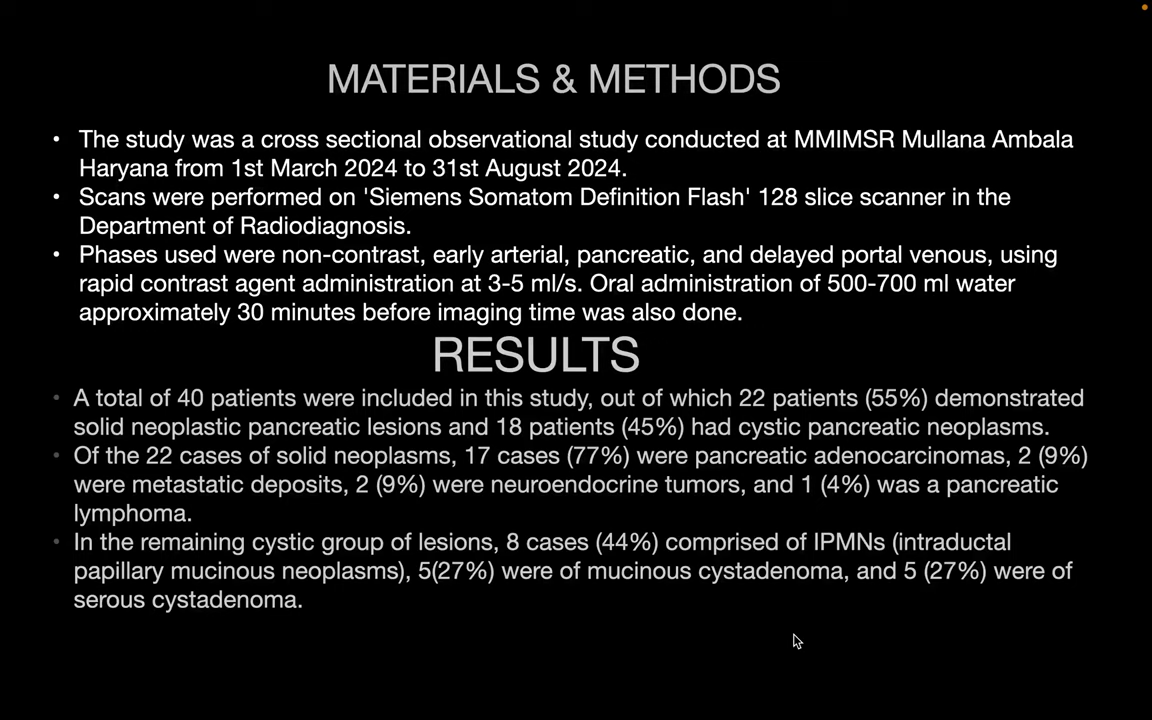 MATERIALS & METHODS
• The study was a cross sectional observational study conducted at MMIMSR Mullana Ambala
Haryana from 1st March 2024 to 31st August 2024.
• Scans were performed on 'Siemens Somatom Definition Flash' 128 slice scanner in the
Department of Radiodiagnosis.
• Phases used were non-contrast, early arterial, pancreatic, and delayed portal venous, using
rapid contrast agent administration at 3-5 ml/s. Oral administration of 500-700 ml water
approximately 30 minutes before imaging time was also done.
RESULTS
• A total of 40 patients were included in this study, out of which 22 patients (55%) demonstrated
solid neoplastic pancreatic lesions and 18 patients (45%) had cystic pancreatic neoplasms.
• Of the 22 cases of solid neoplasms, 17 cases (77%) were pancreatic adenocarcinomas, 2 (9%)
were metastatic deposits, 2 (9%) were neuroendocrine tumors, and 1 (4%) was a pancreatic
lymphoma.
• In the remaining cystic group of lesions, 8 cases (44%) comprised of IPMNs (intraductal
papillary mucinous neoplasms), 5(27%) were of mucinous cystadenoma, and 5 (27%) were of
serous cystadenoma.